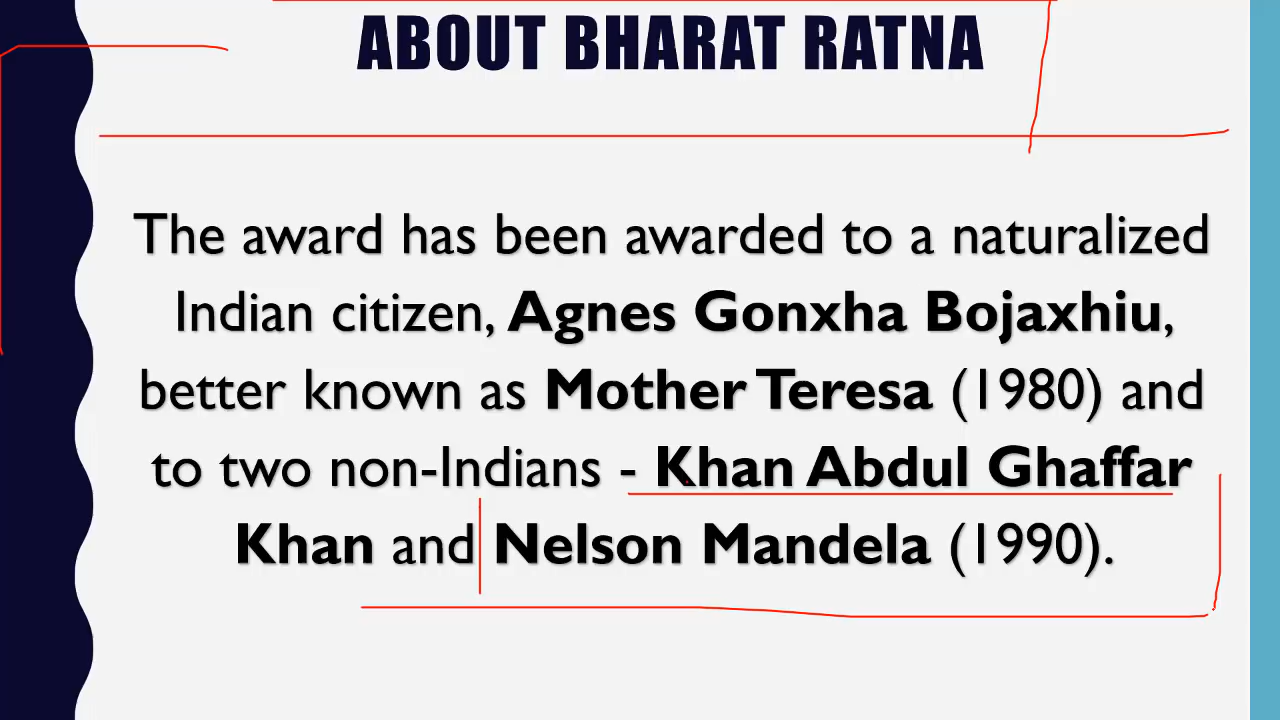 ABOUT BHARAT RATNA
The award has been awarded to a naturalized
Indian citizen, Agnes Gonxha Bojaxhiu,
better known as Mother Teresa (1980) and
to two non-Indians - Khan Abdul Ghaffar
Khan and Nelson Mandela (1990).